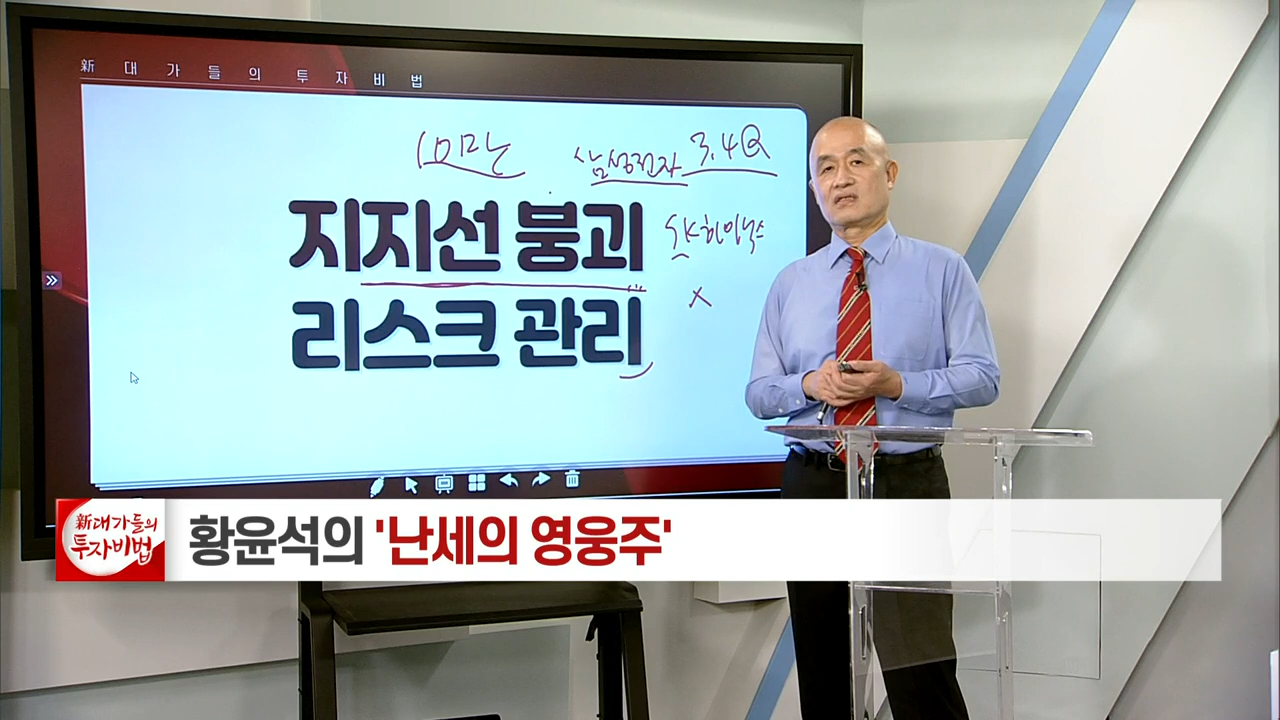 新 대 가 들 의 투 자 비 법
삼성전자 3.4Q
지지선 붕괴
SK하이닉스
X
리스크 관리
新대가들의
투자비법
황윤석의 '난세의 영웅주'